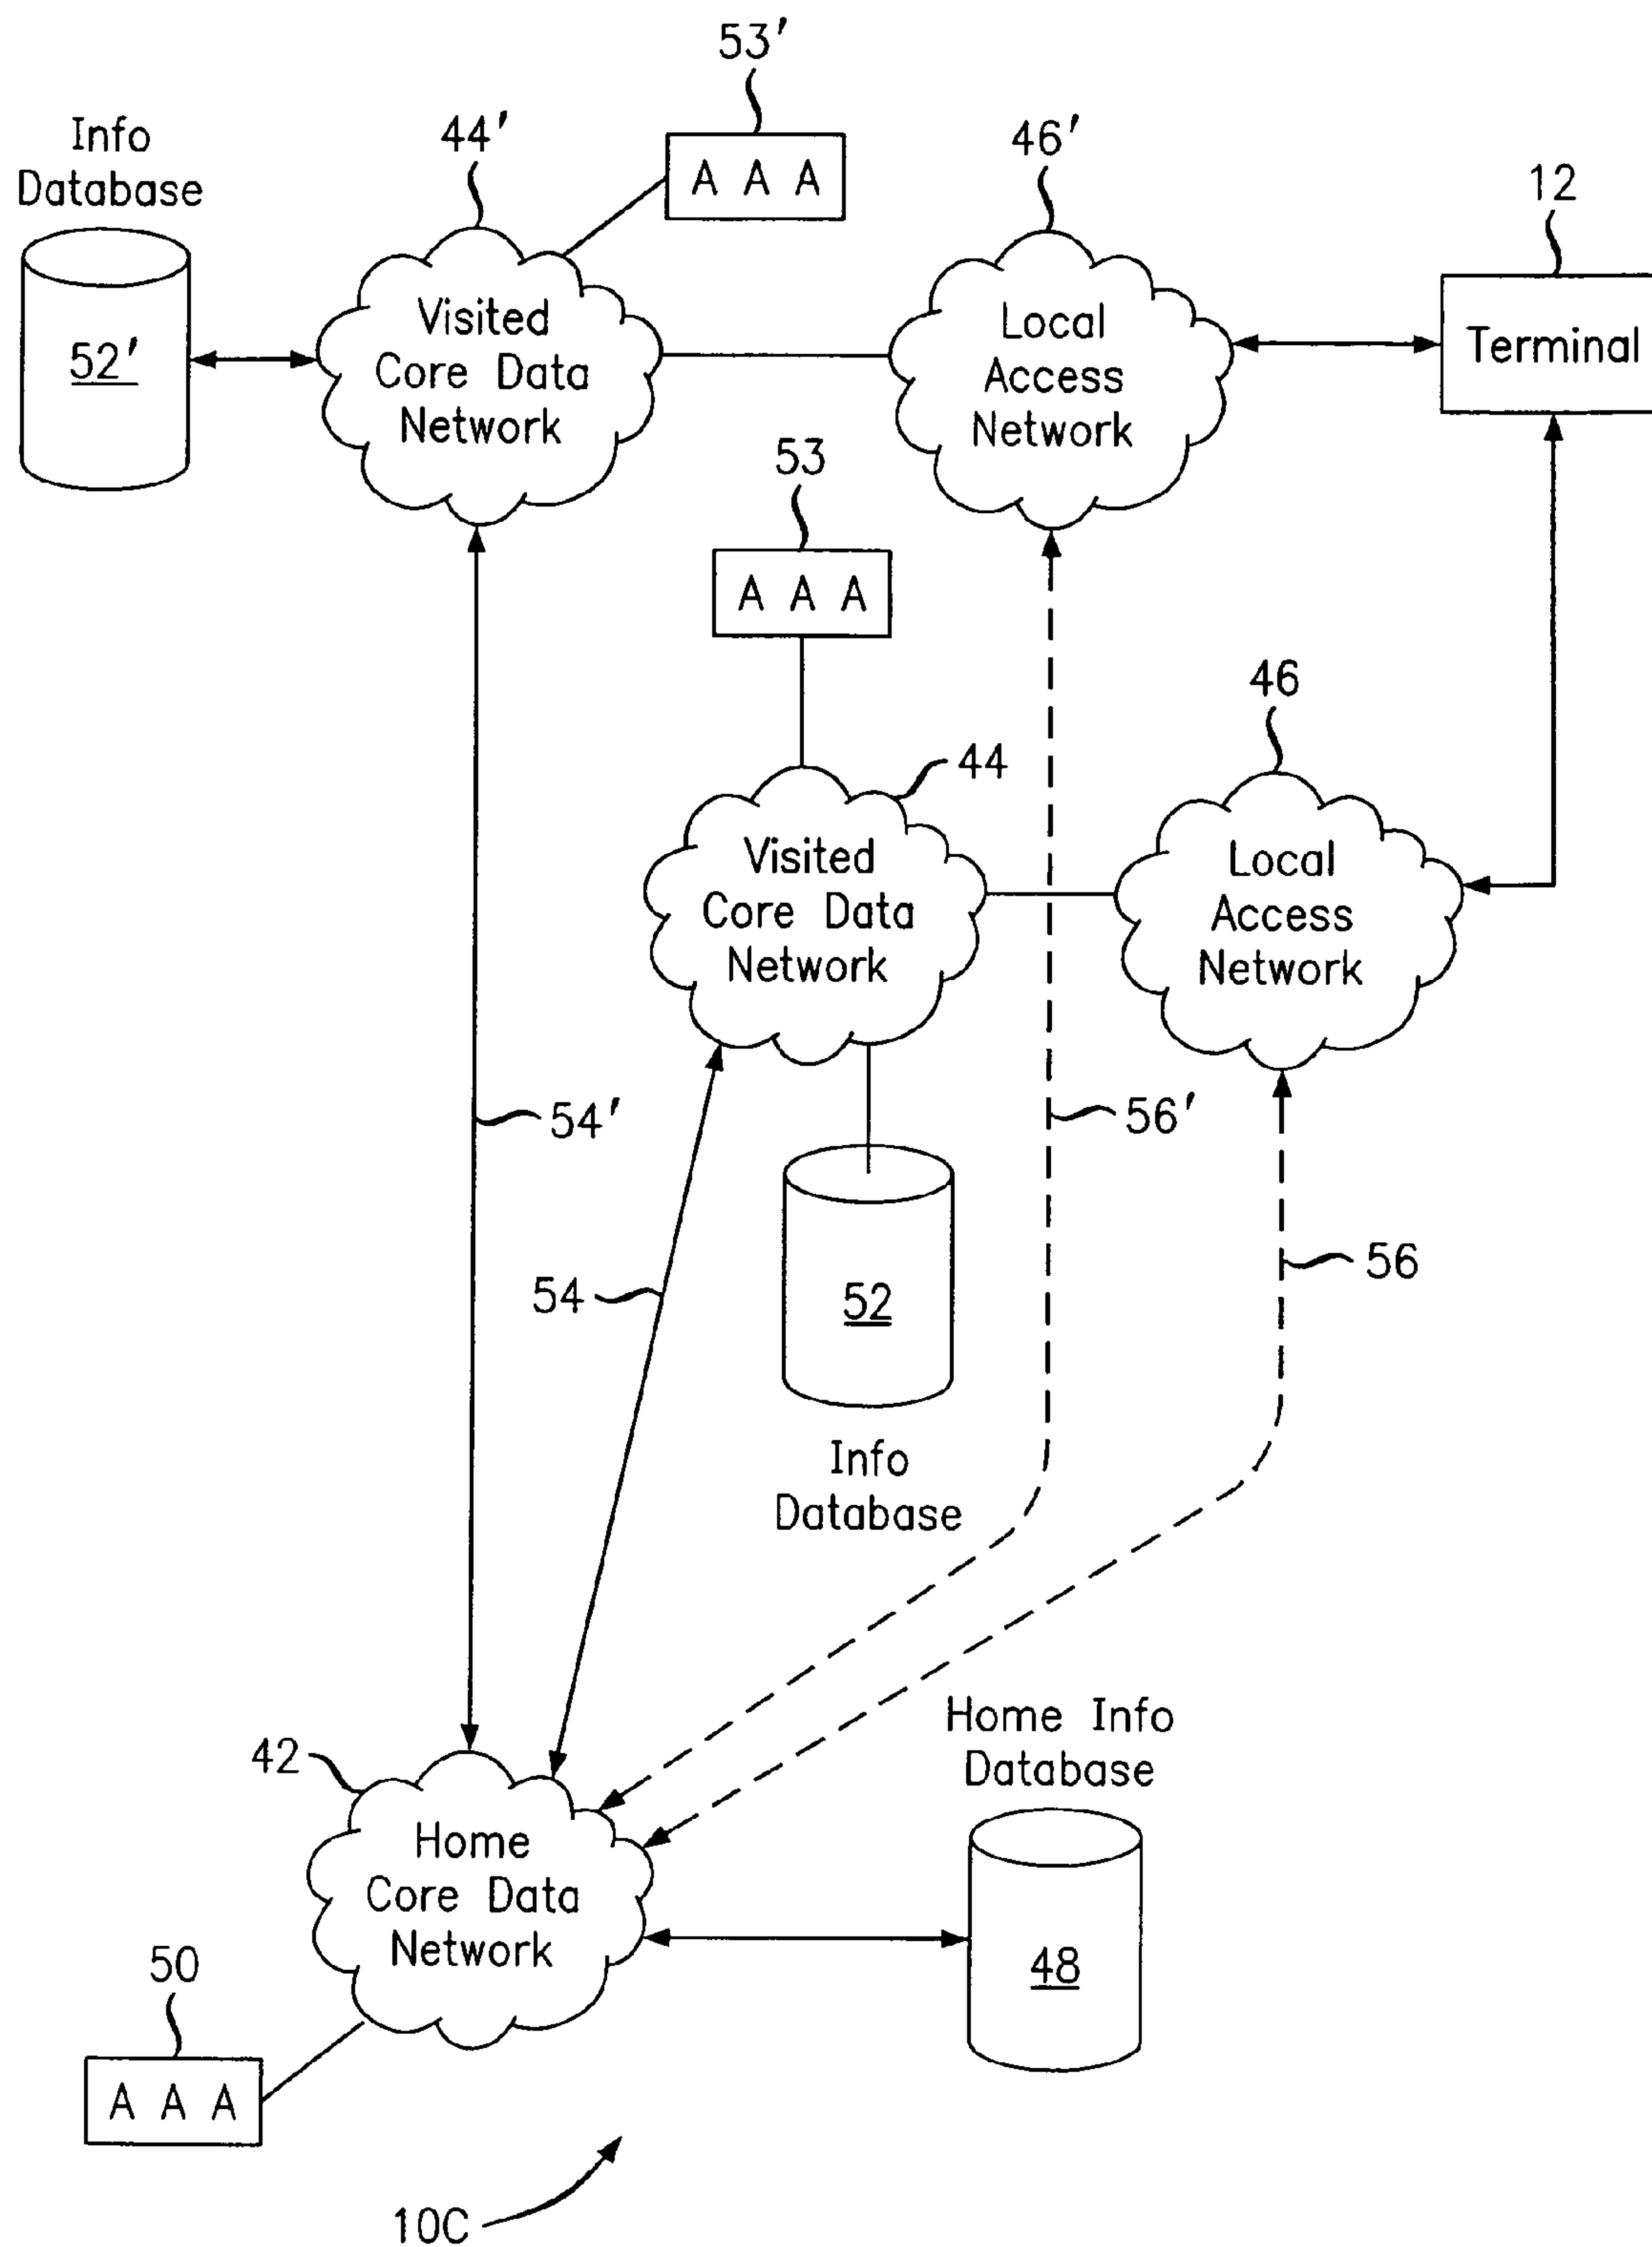 53'
Info
Database
44'
A A A
46'
12
52'
Visited
Core Data
Network
Local
Access
Network
Terminal
53
A A A
46
44
Visited
Core Data
Network
Local
Access
Network
54'
56'
54
52
56
Info
Database
42
Home Info
Database
Home
Core Data
Network
48
50
A A A
10C